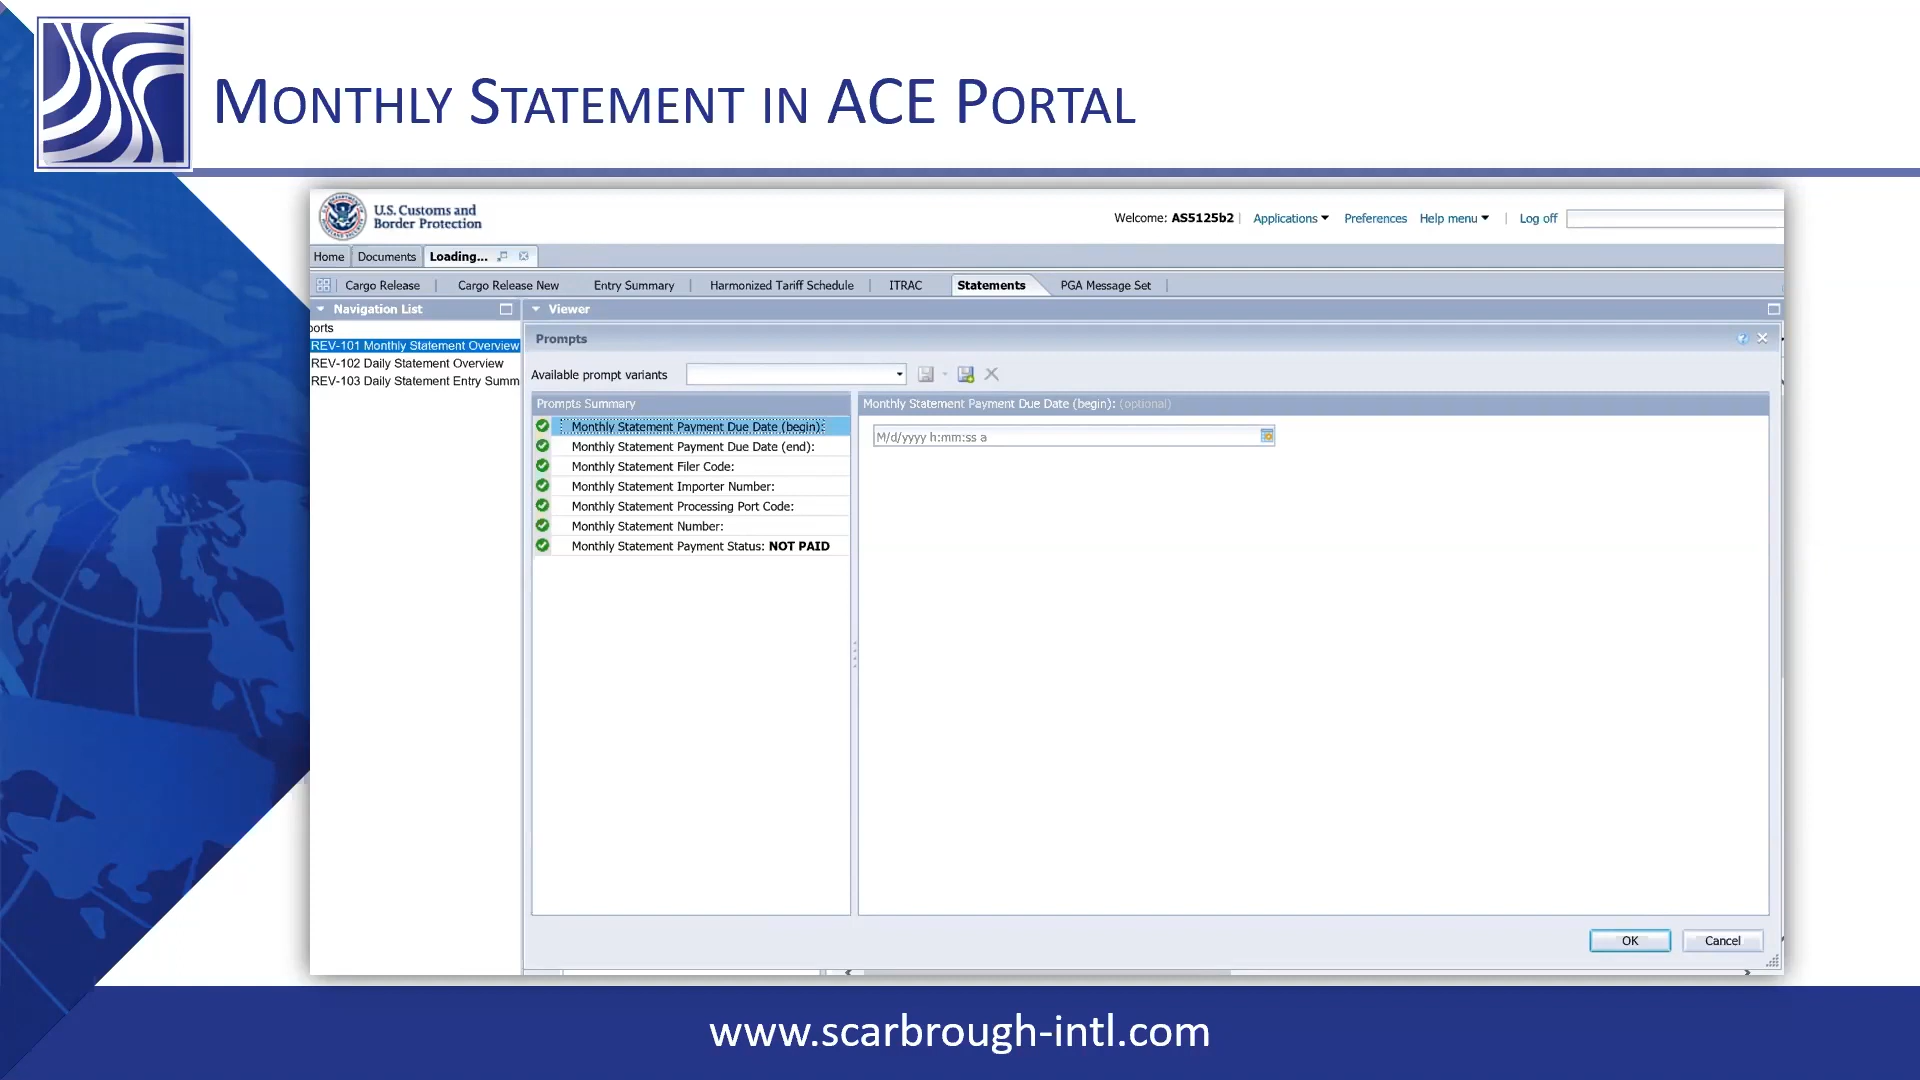 MONTHLY STATEMENT IN ACE PORTAL
U.S. Customs and
Border Protection
Welcome: AS5125b2 | Applications Preferences Help menu | Log off
Home Documents Loading...
Cargo Release | Cargo Release New Entry Summary | Harmonized Tariff Schedule | ITRAC Statements PGA Message Set |
Navigation List
Viewer
ports
REV-101 Monthly Statement Overview
REV-102 Daily Statement Overview
REV-103 Daily Statement Entry Summ
Prompts
Available prompt variants
Prompts Summary
Monthly Statement Payment Due Date (begin):
Monthly Statement Payment Due Date (end):
Monthly Statement Filer Code:
Monthly Statement Importer Number:
Monthly Statement Processing Port Code:
Monthly Statement Number:
Monthly Statement Payment Status: NOT PAID
Monthly Statement Payment Due Date (begin): (optional)
M/d/yyyy h:mm:ss a
OK Cancel
www.scarbrough-intl.com